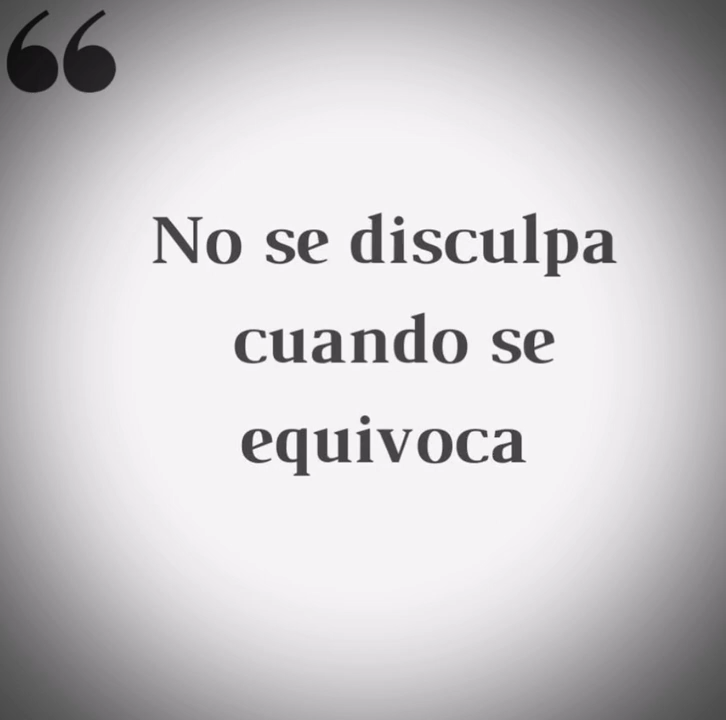 “
No se disculpa
cuando se
equivoca